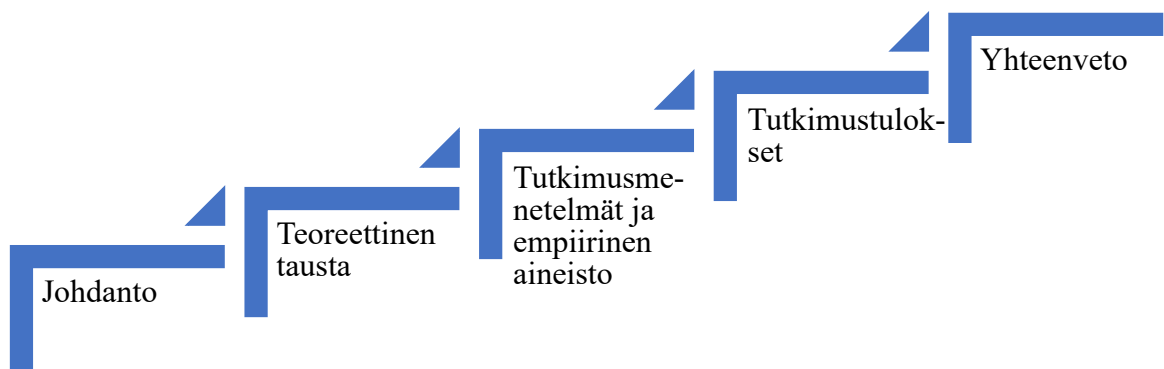 Johdanto
Teoreettinen
tausta
Tutkimusme-
netelmät ja
empiirinen
aineisto
Tutkimustulok-
set
Yhteenveto